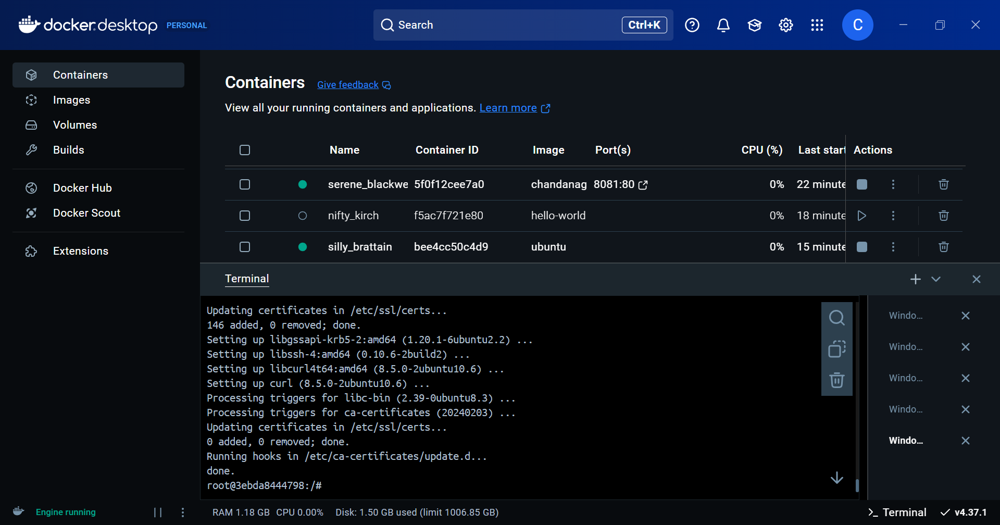 docker desktop PERSONAL
Search Ctrl+K
C
Containers
Images
Volumes
Builds
Docker Hub
Docker Scout
Extensions
Containers Give feedback
View all your running containers and applications. Learn more
Name Container ID Image Port(s) CPU (%) Last start Actions
serene_blackwe 5f0f12cee7a0 chandanag 8081:80 0% 22 minute
nifty_kirch f5ac7f721e80 hello-world 0% 18 minute
silly_brattain bee4cc50c4d9 ubuntu 0% 15 minute
Terminal
Updating certificates in /etc/ssl/certs...
146 added, 0 removed; done.
Setting up libgssapi-krb5-2:amd64 (1.20.1-6ubuntu2.2) ...
Setting up libssh-4:amd64 (0.10.6-2build2) ...
Setting up libcurl4t64:amd64 (8.5.0-2ubuntu10.6) ...
Setting up curl (8.5.0-2ubuntu10.6) ...
Processing triggers for libc-bin (2.39-0ubuntu8.3) ...
Processing triggers for ca-certificates (20240203) ...
Updating certificates in /etc/ssl/certs...
0 added, 0 removed; done.
Running hooks in /etc/ca-certificates/update.d...
done.
root@3ebda8444798:/#
Windo...
Windo...
Windo...
Windo...
Windo...
Engine running
RAM 1.18 GB CPU 0.00% Disk: 1.50 GB used (limit 1006.85 GB)
Terminal v4.37.1